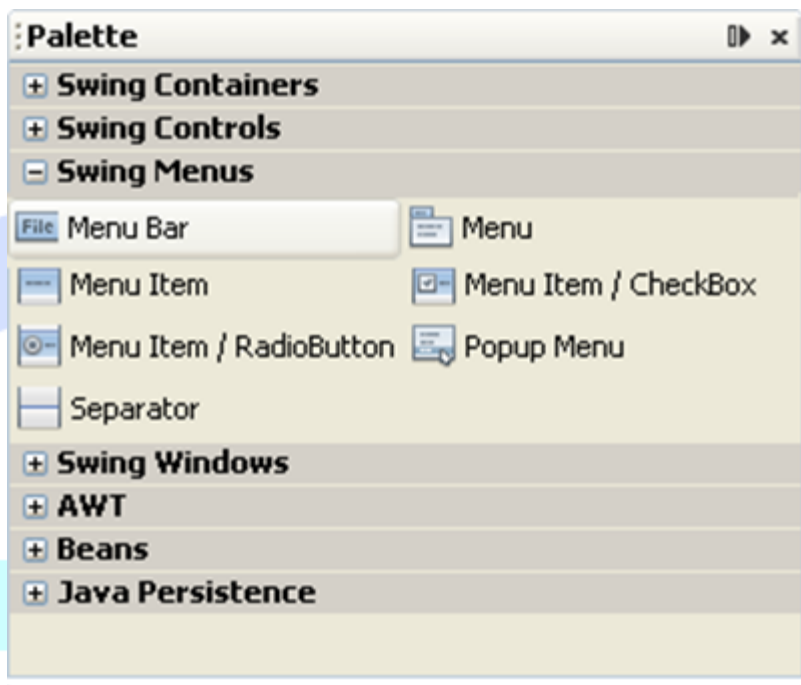 Palette
Swing Containers
Swing Controls
Swing Menus
File Menu Bar Menu
Menu Item Menu Item / CheckBox
Menu Item / RadioButton Popup Menu
Separator
Swing Windows
AWT
Beans
Java Persistence